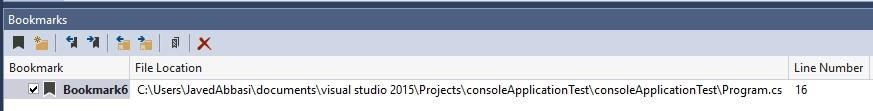 Bookmarks
Bookmark File Location Line Number
Bookmark6 C:\Users\JavedAbbasi\documents\visual studio 2015\Projects\consoleApplicationTest\consoleApplicationTest\Program.cs 16